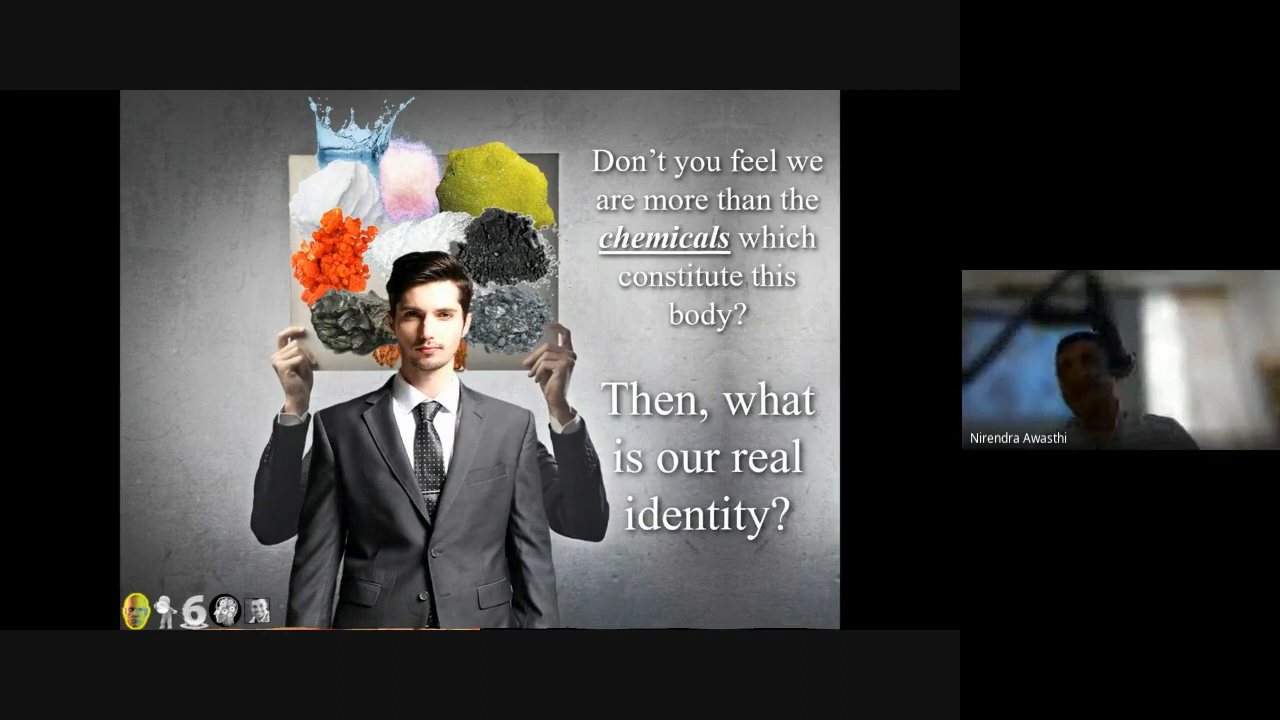 Don’t you feel we
are more than the
chemicals which
constitute this
body?
Then, what
is our real
identity?
6
Nirendra Awasthi